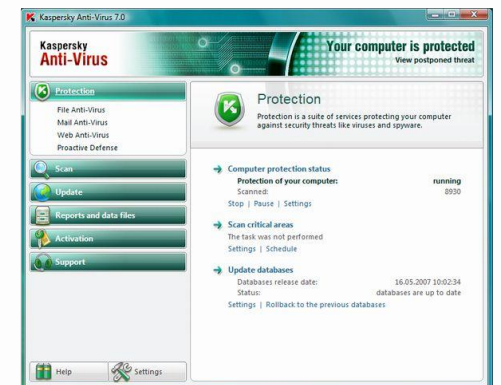 Kaspersky Anti-Virus 7.0
Kaspersky
Anti-Virus
Your computer is protected
View postponed threat
Protection
File Anti-Virus
Mail Anti-Virus
Web Anti-Virus
Proactive Defense
Scan
Update
Reports and data files
Activation
Support
Help
Settings
Protection
Protection is a suite of services protecting your computer
against security threats like viruses and spyware.
Computer protection status
Protection of your computer: running
Scanned: 8930
Stop | Pause | Settings
Scan critical areas
The task was not performed
Settings | Schedule
Update databases
Databases release date: 16.05.2007 10:02:34
Status: databases are up to date
Settings | Rollback to the previous databases